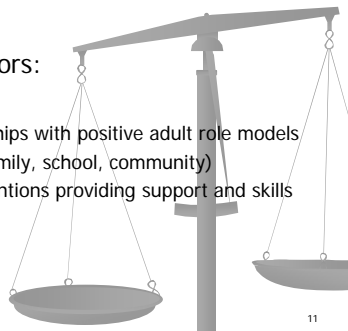 ors:
hips with positive adult role models
mily, school, community)
ntions providing support and skills
11